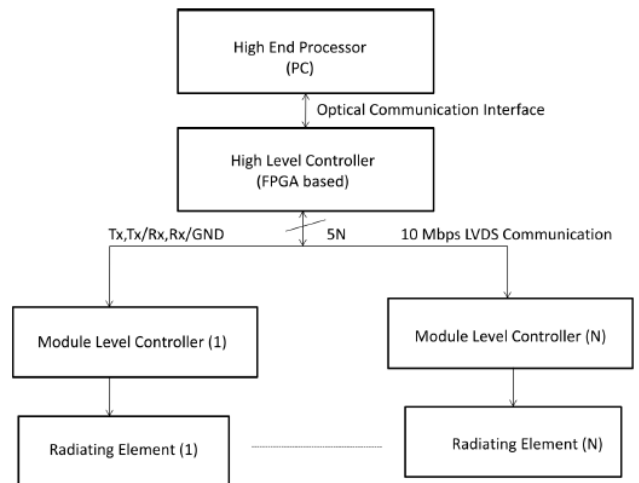 High End Processor
(PC)
Optical Communication Interface
High Level Controller
(FPGA based)
Tx,Tx/Rx,Rx/GND
5N
10 Mbps LVDS Communication
Module Level Controller (1)
Module Level Controller (N)
Radiating Element (1)
Radiating Element (N)